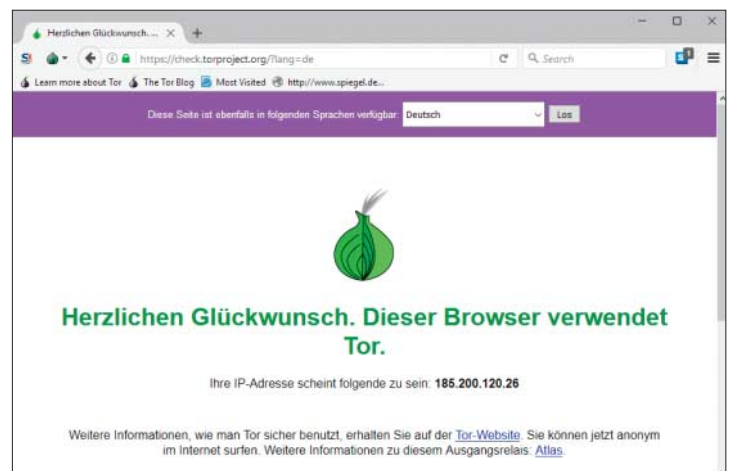 Herzlichen Glückwunsch. ...
https://check.torproject.org/?lang=de
Search
1
Learn more about Tor The Tor Blog Most Visited http://www.spiegel.de...
Diese Seite ist ebenfalls in folgenden Sprachen verfügbar: Deutsch Los
Herzlichen Glückwunsch. Dieser Browser verwendet
Tor.
Ihre IP-Adresse scheint folgende zu sein: 185.200.120.26
Weitere Informationen, wie man Tor sicher benutzt, erhalten Sie auf der Tor-Website. Sie können jetzt anonym
im Internet surfen. Weitere Informationen zu diesem Ausgangsrelais: Atlas.